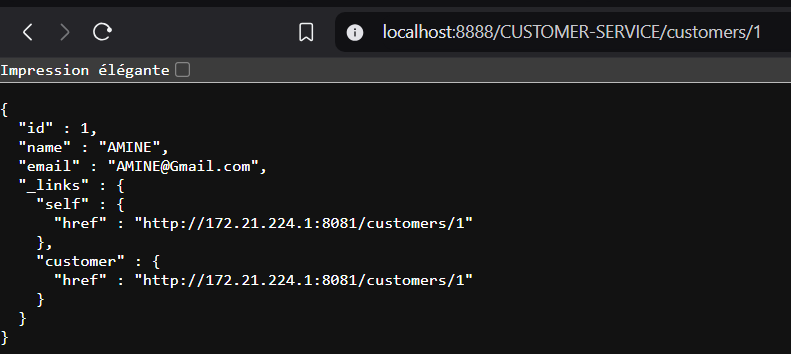 localhost:8888/CUSTOMER-SERVICE/customers/1
Impression élégante
{
  "id" : 1,
  "name" : "AMINE",
  "email" : "AMINE@Gmail.com",
  "_links" : {
    "self" : {
      "href" : "http://172.21.224.1:8081/customers/1"
    },
    "customer" : {
      "href" : "http://172.21.224.1:8081/customers/1"
    }
  }
}